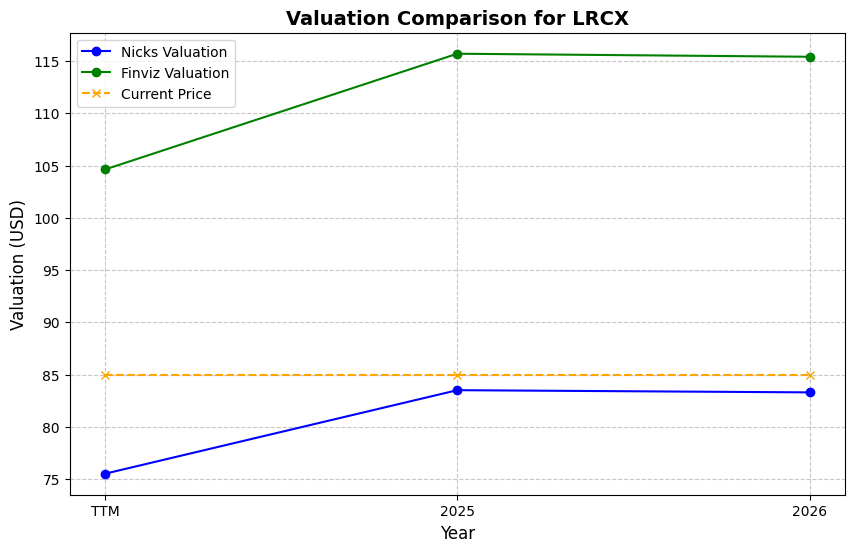 Valuation Comparison for LRCX
Nicks Valuation
Finviz Valuation
Current Price
Valuation (USD)
115
110
105
100
95
90
85
80
75
TTM
2025
2026
Year